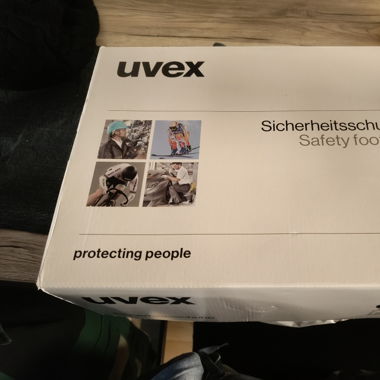 uvex
Sicherheitsschu
Safety foo
protecting people
uvex